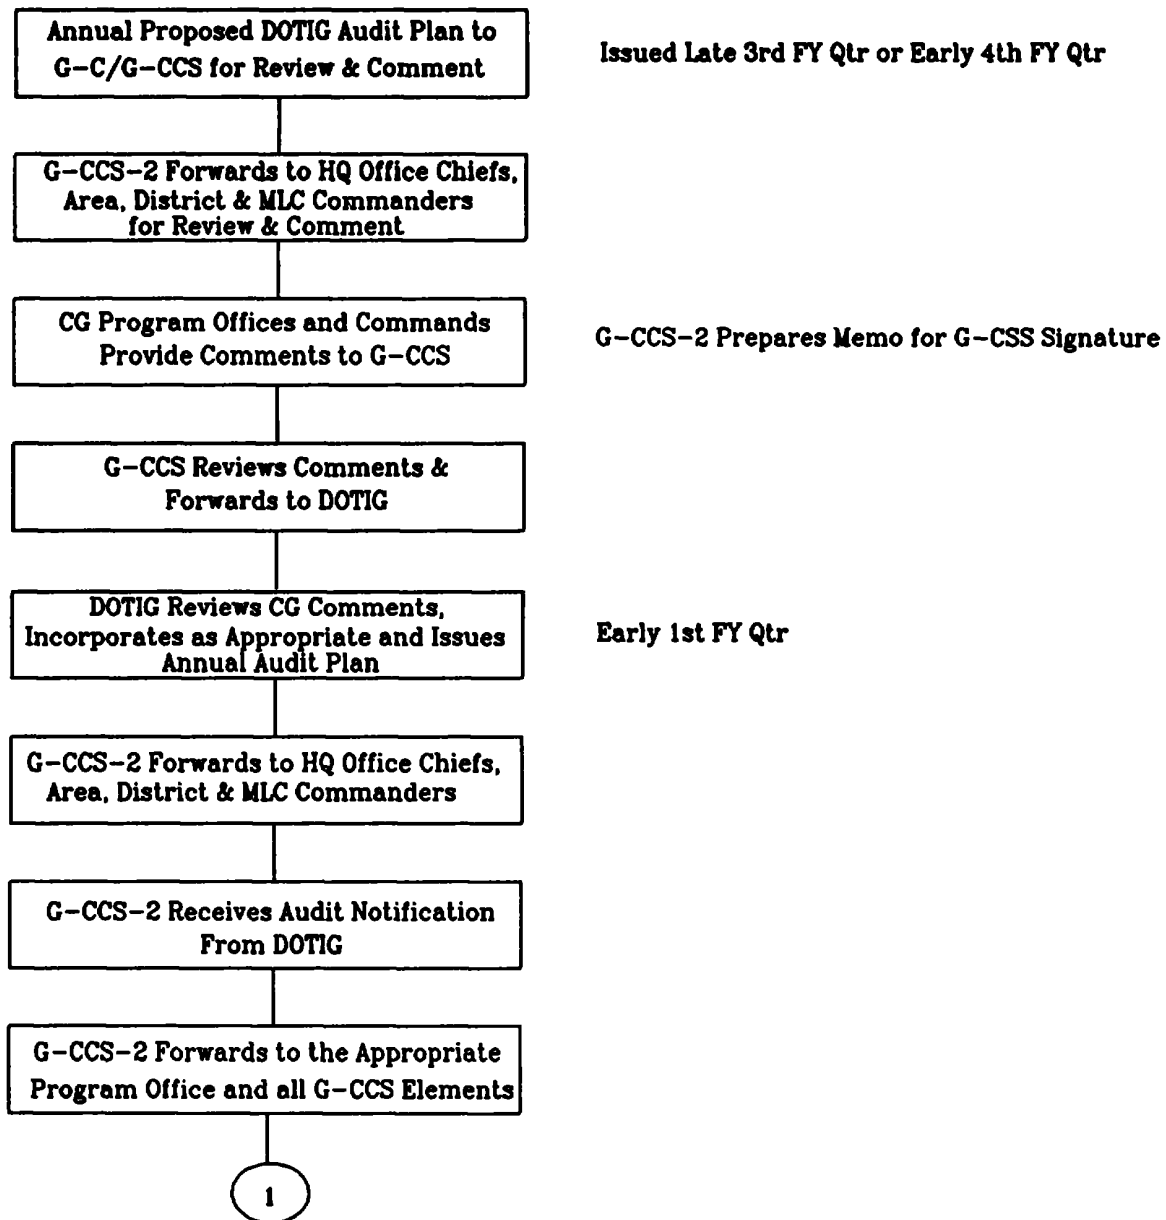 Annual Proposed DOTIG Audit Plan to
G-C/G-CCS for Review & Comment
Issued Late 3rd FY Qtr or Early 4th FY Qtr
G-CCS-2 Forwards to HQ Office Chiefs,
Area, District & MLC Commanders
for Review & Comment
CG Program Offices and Commands
Provide Comments to G-CCS
G-CCS-2 Prepares Memo for G-CSS Signature
G-CCS Reviews Comments &
Forwards to DOTIG
DOTIG Reviews CG Comments,
Incorporates as Appropriate and Issues
Annual Audit Plan
Early 1st FY Qtr
G-CCS-2 Forwards to HQ Office Chiefs,
Area, District & MLC Commanders
G-CCS-2 Receives Audit Notification
From DOTIG
G-CCS-2 Forwards to the Appropriate
Program Office and all G-CCS Elements
1